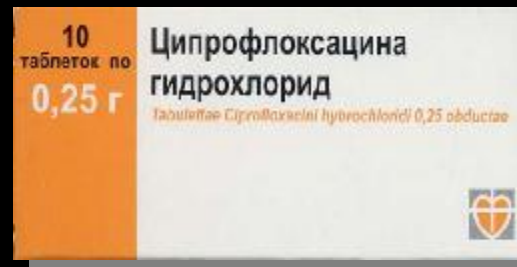 10
таблеток по
0,25 г
Ципрофлоксацина
гидрохлорид
Tabulettae Ciprofloxacini hydrochloridi 0,25 obductae